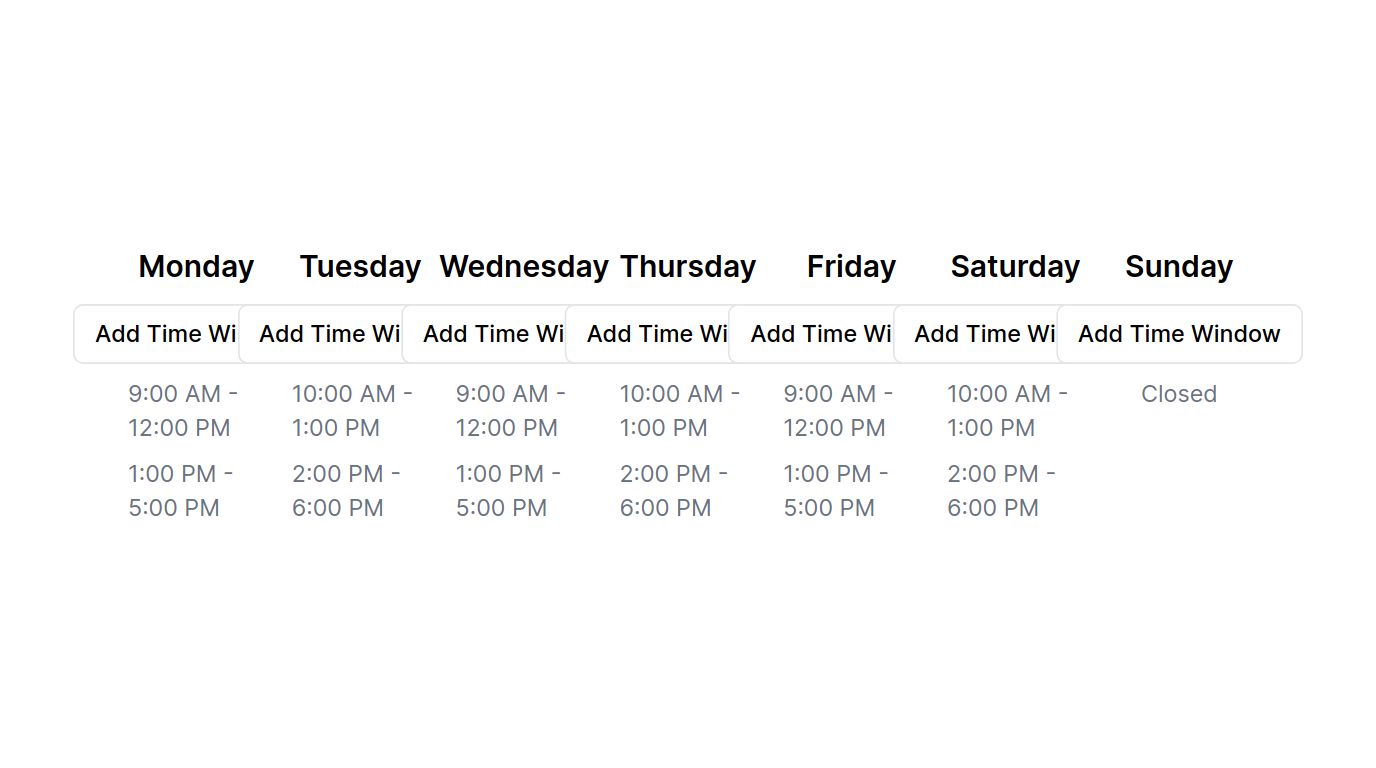 Monday Tuesday Wednesday Thursday Friday Saturday Sunday
Add Time Wi Add Time Wi Add Time Wi Add Time Wi Add Time Wi Add Time Wi Add Time Window
9:00 AM - 10:00 AM - 9:00 AM - 10:00 AM - 9:00 AM - 10:00 AM - Closed
12:00 PM 1:00 PM 12:00 PM 1:00 PM 12:00 PM 1:00 PM
1:00 PM - 2:00 PM - 1:00 PM - 2:00 PM - 1:00 PM - 2:00 PM -
5:00 PM 6:00 PM 5:00 PM 6:00 PM 5:00 PM 6:00 PM